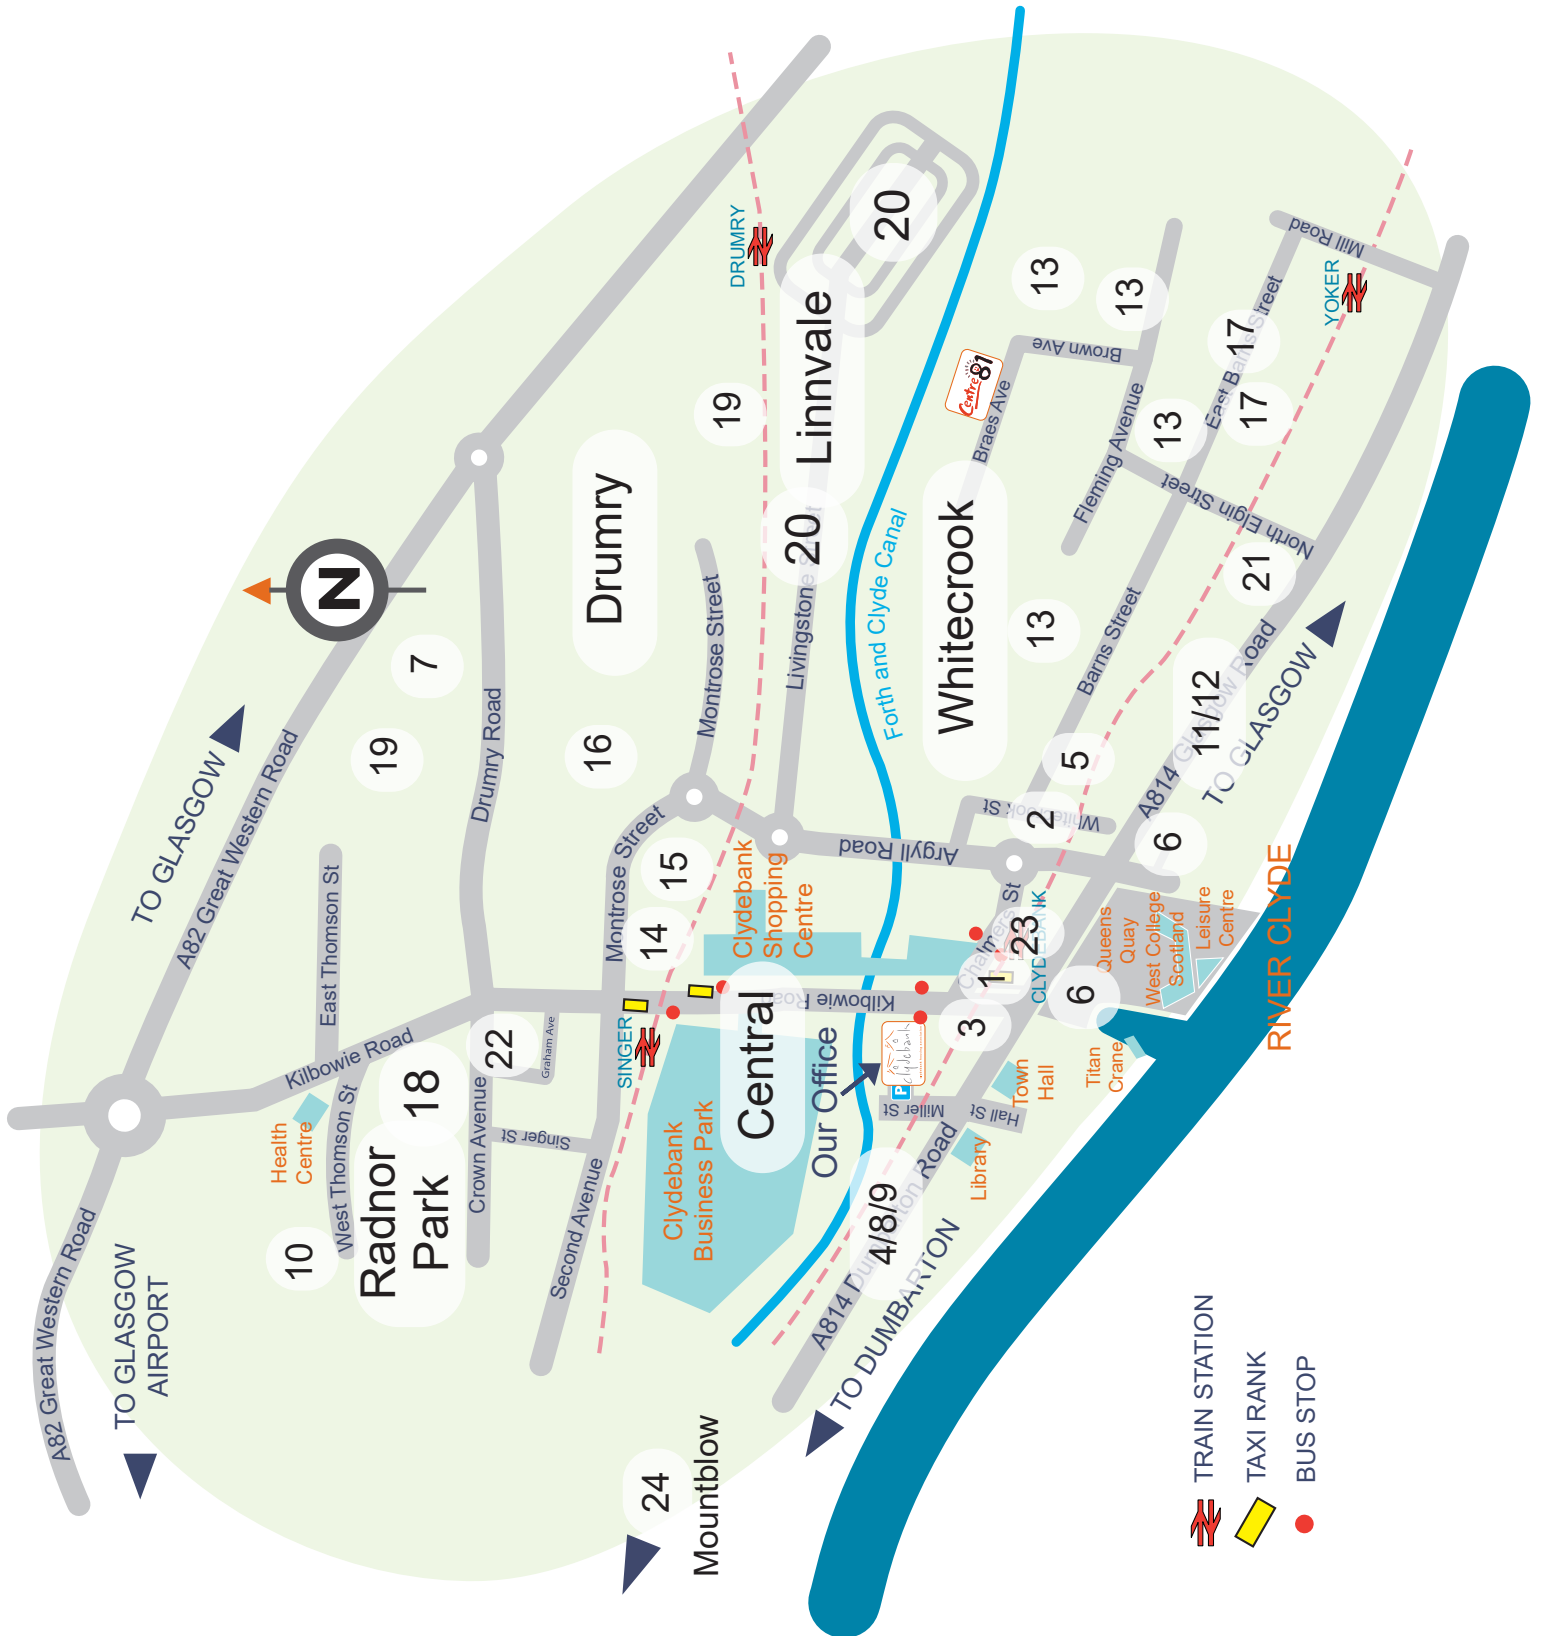 A82 Great Western Road
TO GLASGOW
AIRPORT
A82 Great Western Road
TO GLASGOW
N
7
19
Drumry Road
East Thomson St
Kilbowie Road
Health
Centre
West Thomson St
10
Radnor
Park
18
22
Graham Ave
Crown Avenue
Singer St
Second Avenue
Montrose Street
16
Drumry
Montrose Street
15
14
SINGER
19
DRUMRY
20
Linnvale
20
Livingstone Street
Clydebank
Shopping
Centre
Clydebank
Business Park
Central
Kilbowie Road
Our Office
clydebank
P
Miller St
Hall St
Town
Hall
Library
4/8/9
A814 Dumbarton Road
TO DUMBARTON
24
Mountblow
Forth and Clyde Canal
Argyll Road
Whitecrook
Centre81
Braes Ave
Brown Ave
13
13
Fleming Avenue
13
13
Barns Street
East Barns Street
17
17
Mill Road
YOKER
North Elgin Street
21
11/12
A814 Glasgow Road
TO GLASGOW
5
2
Whitecrook St
6
Chalmers St
23
1
CLYDEBANK
3
6
Queens
Quay
West College
Scotland
Leisure
Centre
Titan
Crane
RIVER CLYDE
TRAIN STATION
TAXI RANK
BUS STOP